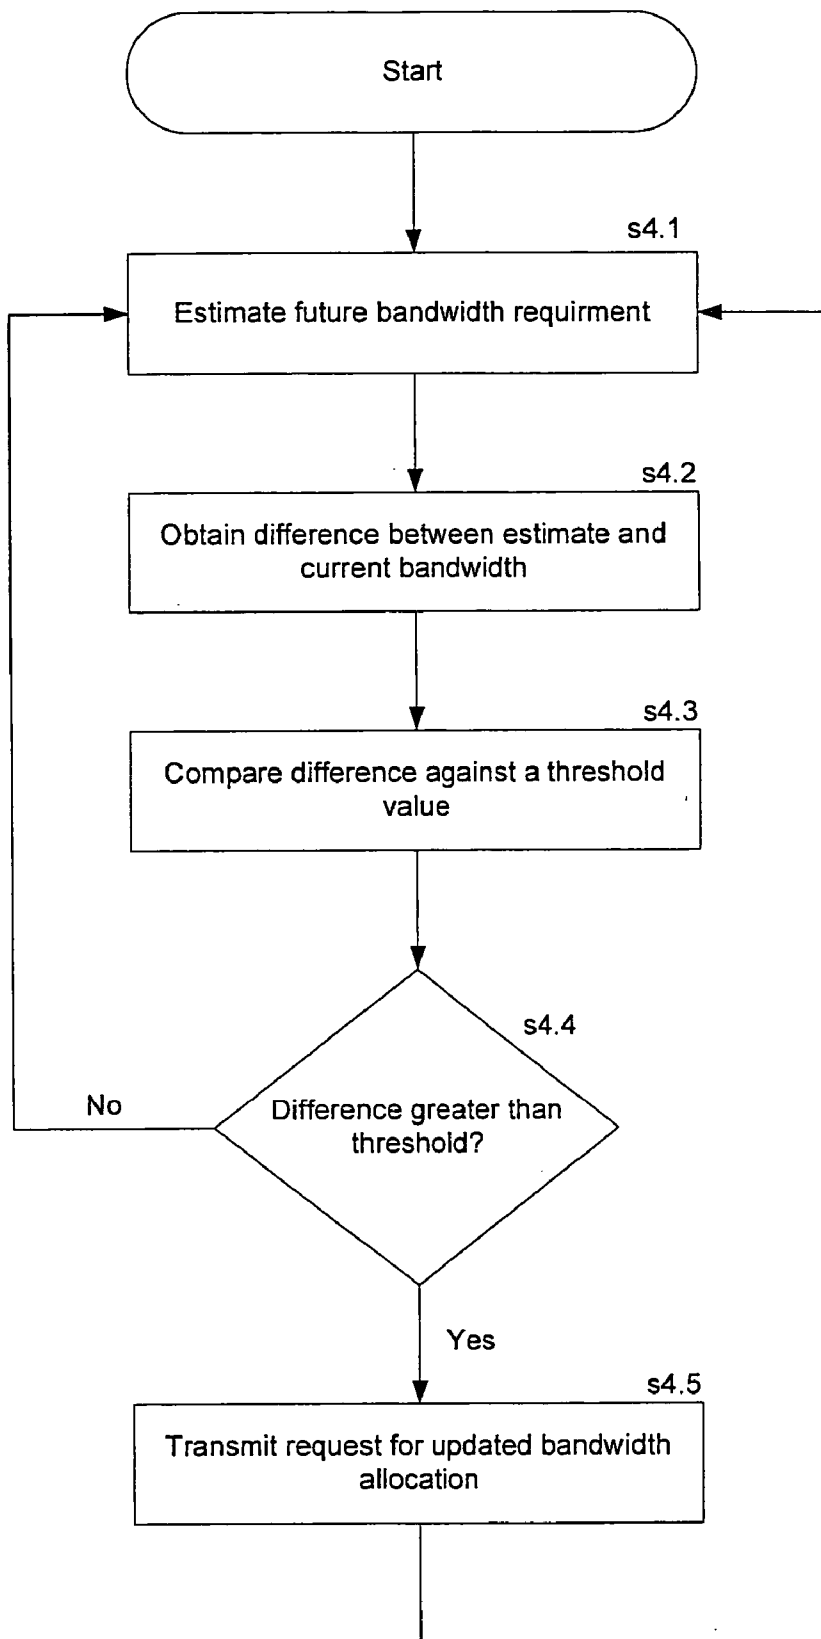 Start
s4.1
Estimate future bandwidth requirment
s4.2
Obtain difference between estimate and
current bandwidth
s4.3
Compare difference against a threshold
value
s4.4
Difference greater than
threshold?
No
Yes
s4.5
Transmit request for updated bandwidth
allocation